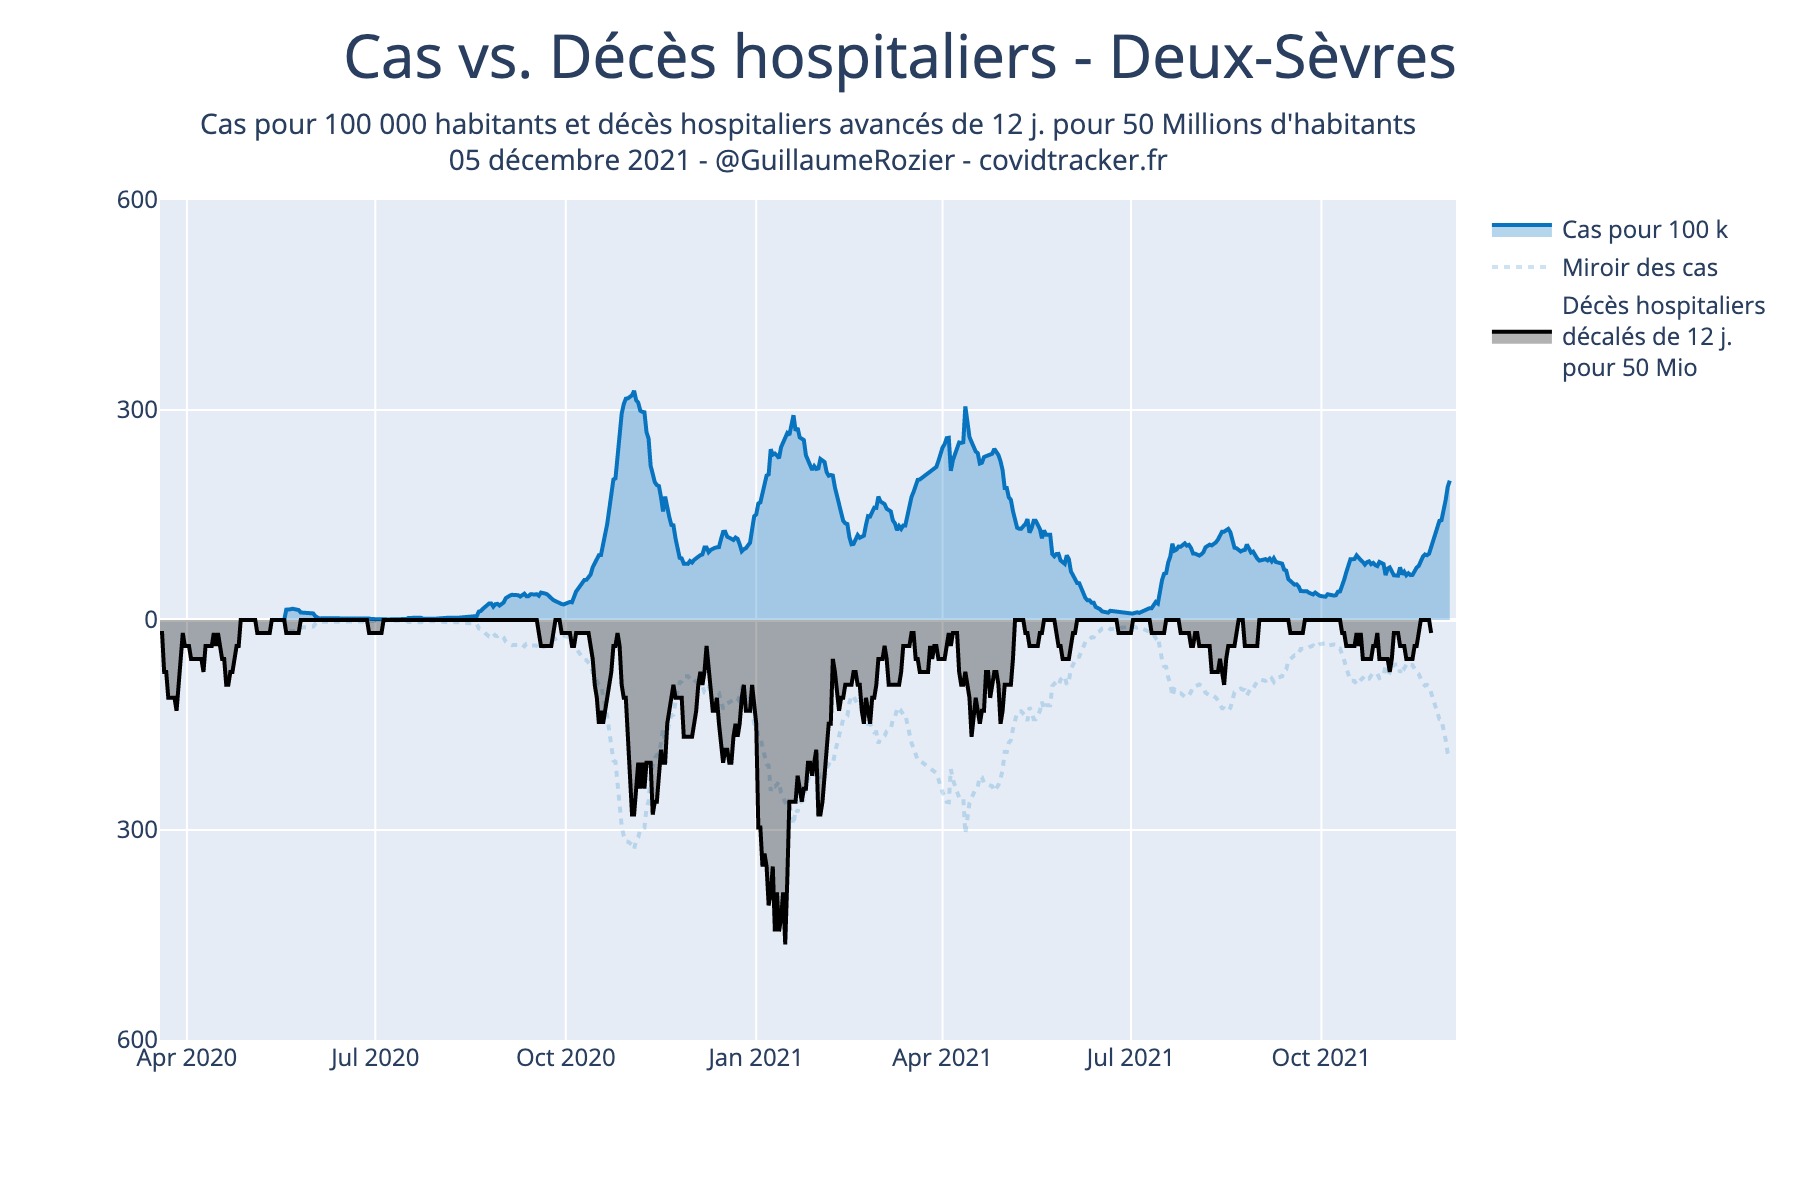 Cas vs. Décès hospitaliers - Deux-Sèvres
Cas pour 100 000 habitants et décès hospitaliers avancés de 12 j. pour 50 Millions d'habitants
05 décembre 2021 - @GuillaumeRozier - covidtracker.fr
600
300
0
300
600
Apr 2020
Jul 2020
Oct 2020
Jan 2021
Apr 2021
Jul 2021
Oct 2021
Cas pour 100 k
Miroir des cas
Décès hospitaliers
décalés de 12 j.
pour 50 Mio